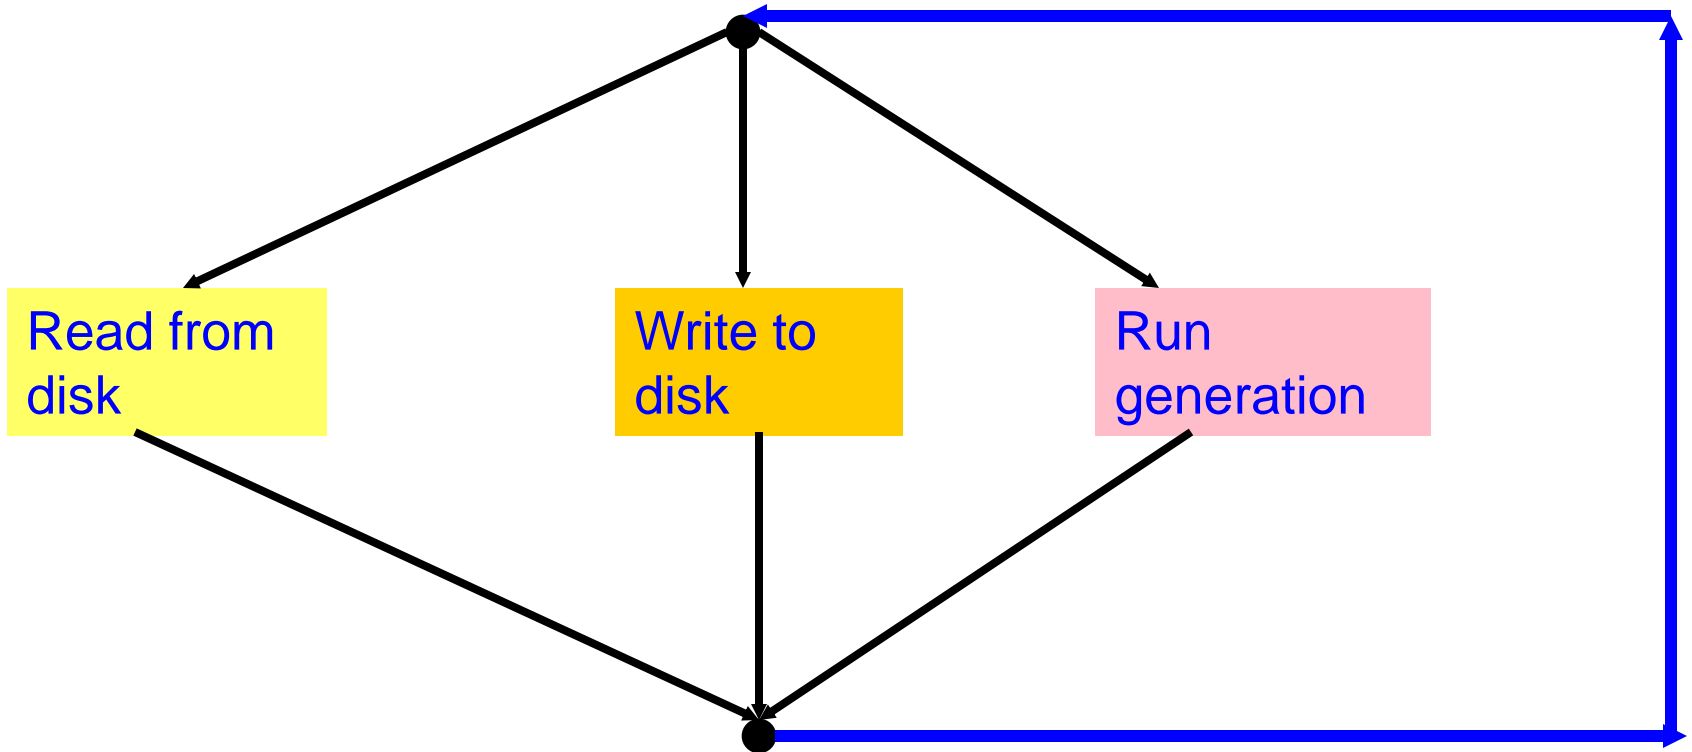 Read from
disk
Write to
disk
Run
generation